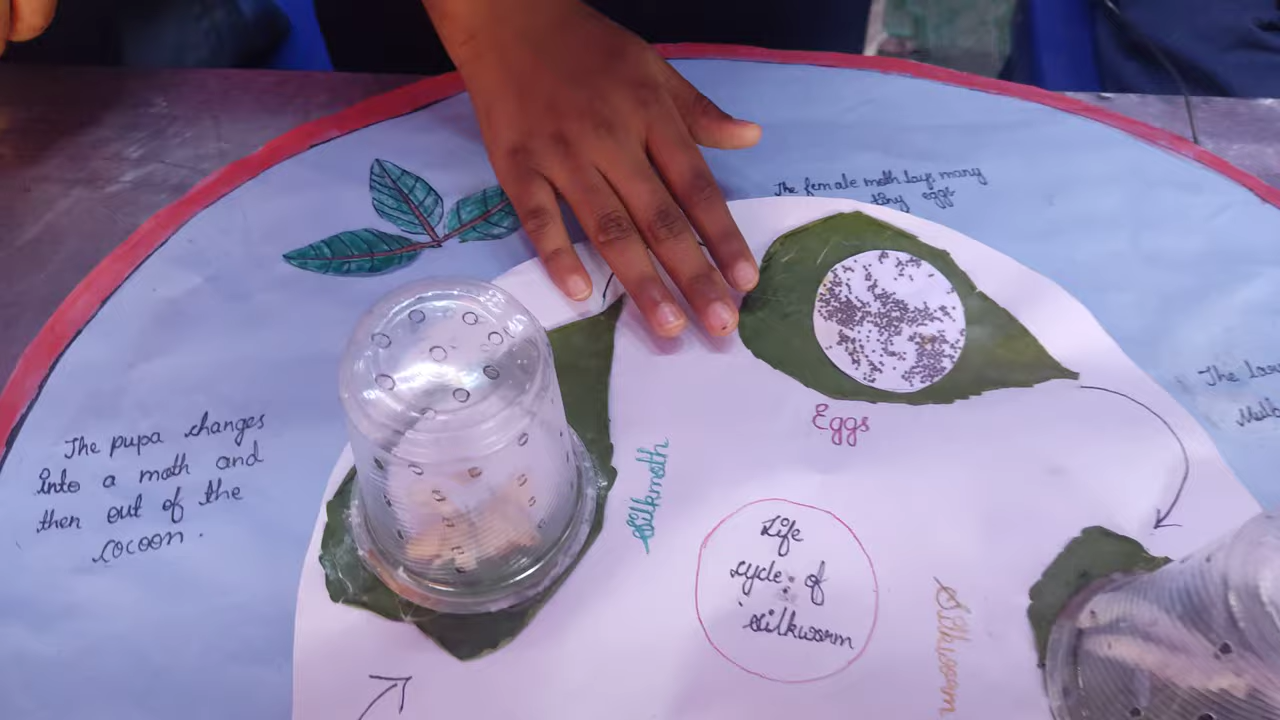 The female moth lays many
tiny eggs
The
Eggs
Silkmoth
The pupa changes
into a moth and
then out of the
cocoon.
Life
cycle of
silkworm
Silkworm